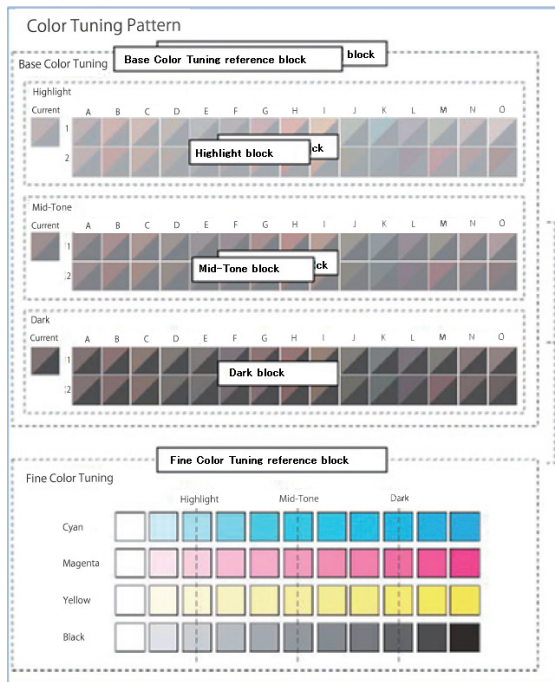 Color Tuning Pattern
block
Base Color Tuning
Base Color Tuning reference block
Highlight
Current A B C D E F G H I J K L M N O
1
ck
Highlight block
2
Mid-Tone
Current A B C D E F G H I J K L M N O
1
ck
Mid-Tone block
2
Dark
Current A B C D E F G H I J K L M N O
1
Dark block
2
Fine Color Tuning reference block
Fine Color Tuning
Highlight Mid-Tone Dark
Cyan
Magenta
Yellow
Black